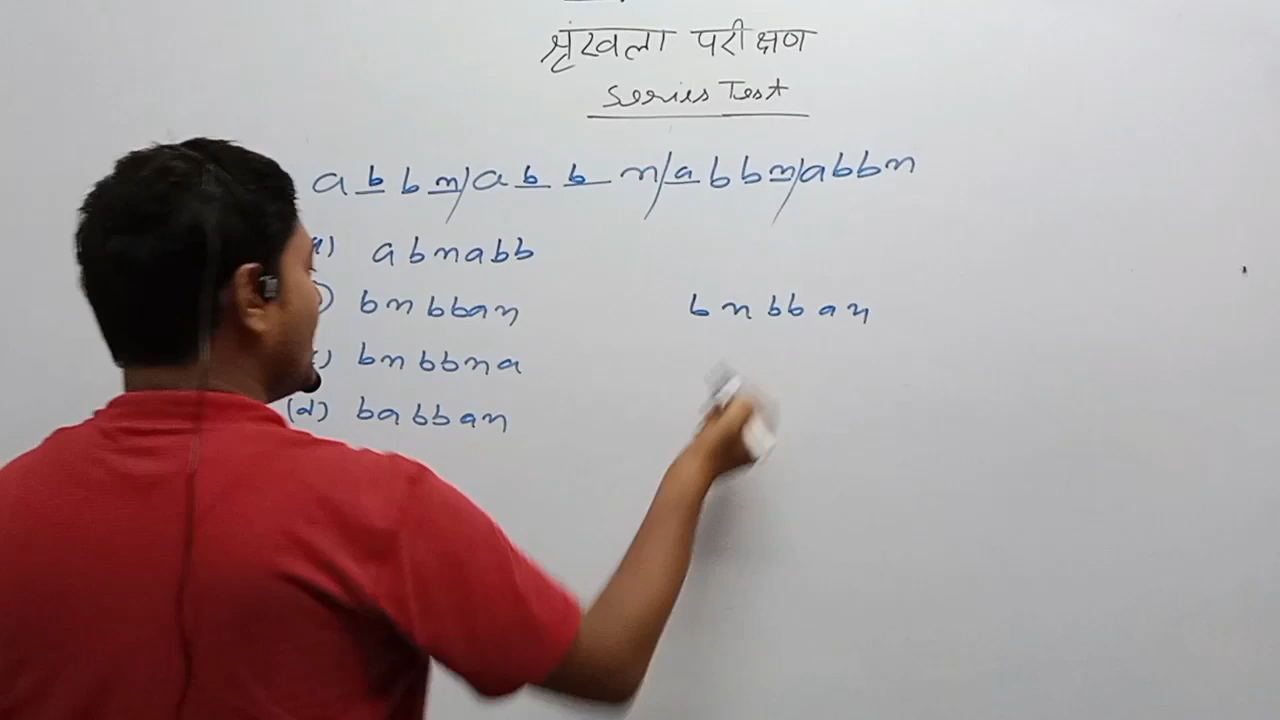 शृंखला परीक्षण
Series Test
a b b n/a b b n/a b b n/a b b n
a b n a b b
b n b b a n
b n b b a n
b n b b n a
(d) b a b b a n